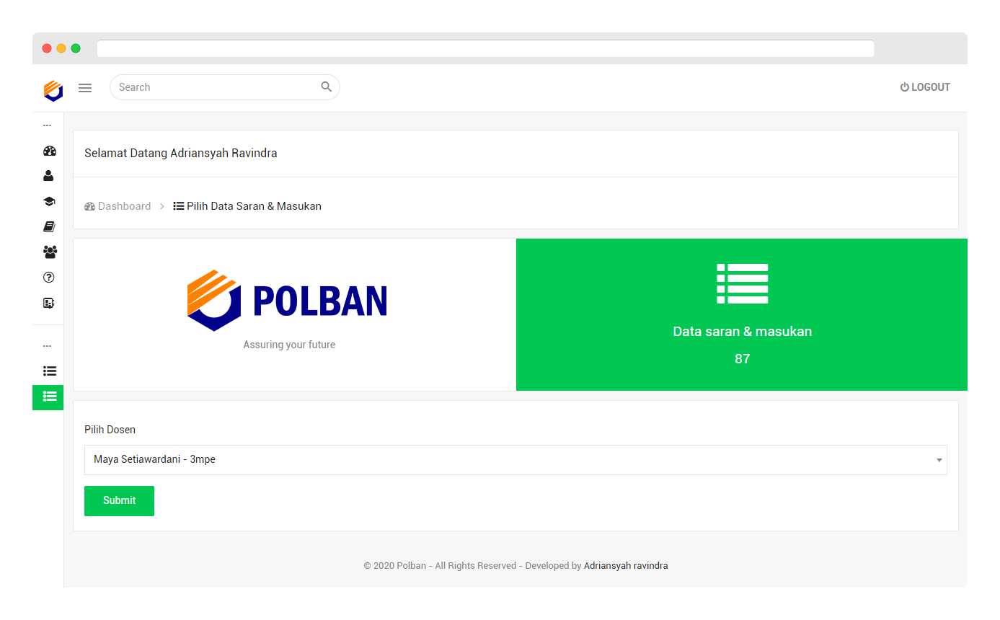 Search
LOGOUT
---
Selamat Datang Adriansyah Ravindra
Dashboard > Pilih Data Saran & Masukan
POLBAN
Assuring your future
Data saran & masukan
87
---
Pilih Dosen
Maya Setiawardani - 3mpe
Submit
© 2020 Polban - All Rights Reserved - Developed by Adriansyah ravindra